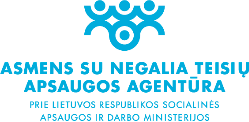 ASMENS SU NEGALIA TEISIŲ
APSAUGOS AGENTŪRA
PRIE LIETUVOS RESPUBLIKOS SOCIALINĖS
APSAUGOS IR DARBO MINISTERIJOS